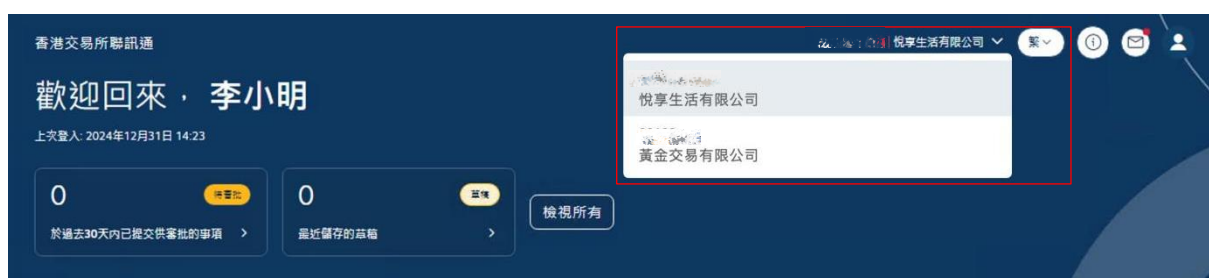 香港交易所聯訊通
悅享生活有限公司
繁
歡迎回來， 李小明
悅享生活有限公司
上次登入: 2024年12月31日 14:23
黃金交易有限公司
0 待審批
0 草稿
檢視所有
於過去30天內已提交供審批的事項
最近儲存的草稿